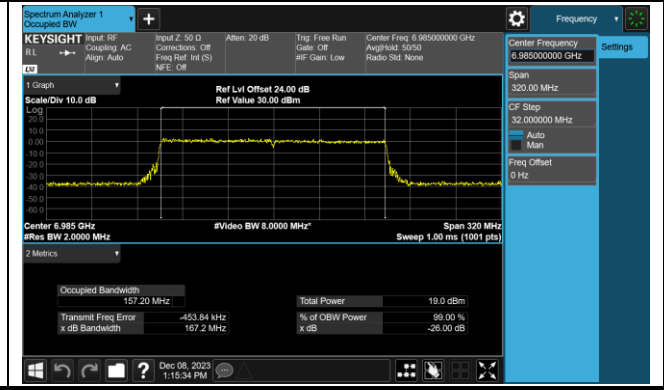 Spectrum Analyzer 1
Occupied BW
+
Frequency
KEYSIGHT
Input: RF
Coupling: AC
Align: Auto
Input Z: 50 Ω
Corrections: Off
Freq Ref: Int (S)
NFE: Off
Atten: 20 dB
Trig: Free Run
Gate: Off
#IF Gain: Low
Center Freq: 6.985000000 GHz
Avg|Hold: 50/50
Radio Std: None
R L
LXI
Center Frequency
6.985000000 GHz
Settings
Span
320.00 MHz
CF Step
32.000000 MHz
Auto
Man
Freq Offset
0 Hz
1 Graph
Scale/Div 10.0 dB
Ref Lvl Offset 24.00 dB
Ref Value 30.00 dBm
Log
20.0
10.0
0.00
-10.0
-20.0
-30.0
-40.0
-50.0
-60.0
Center 6.985 GHz
#Video BW 8.0000 MHz*
Span 320 MHz
#Res BW 2.0000 MHz
Sweep 1.00 ms (1001 pts)
2 Metrics
Occupied Bandwidth
157.20 MHz
Total Power 19.0 dBm
Transmit Freq Error -453.84 kHz
% of OBW Power 99.00 %
x dB Bandwidth 167.2 MHz
x dB -26.00 dB
?
Dec 08, 2023
1:15:34 PM